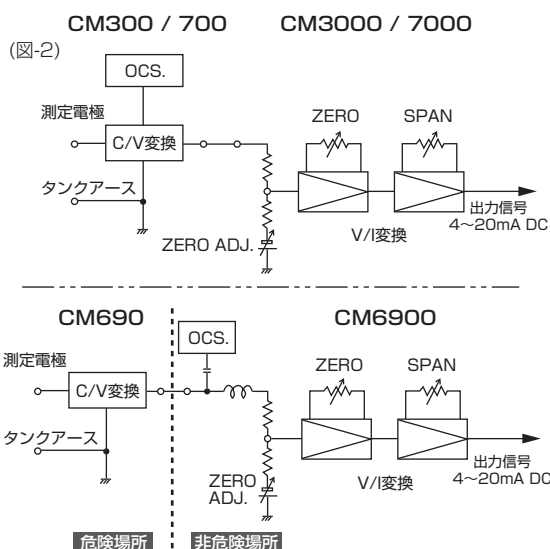 CM300 / 700
CM3000 / 7000
(図-2)
OCS.
測定電極
C/V変換
タンクアース
ZERO ADJ.
ZERO
SPAN
V/I変換
出力信号
4〜20mA DC
CM690
CM6900
OCS.
測定電極
C/V変換
タンクアース
ZERO
ADJ.
ZERO
SPAN
V/I変換
出力信号
4〜20mA DC
危険場所
非危険場所